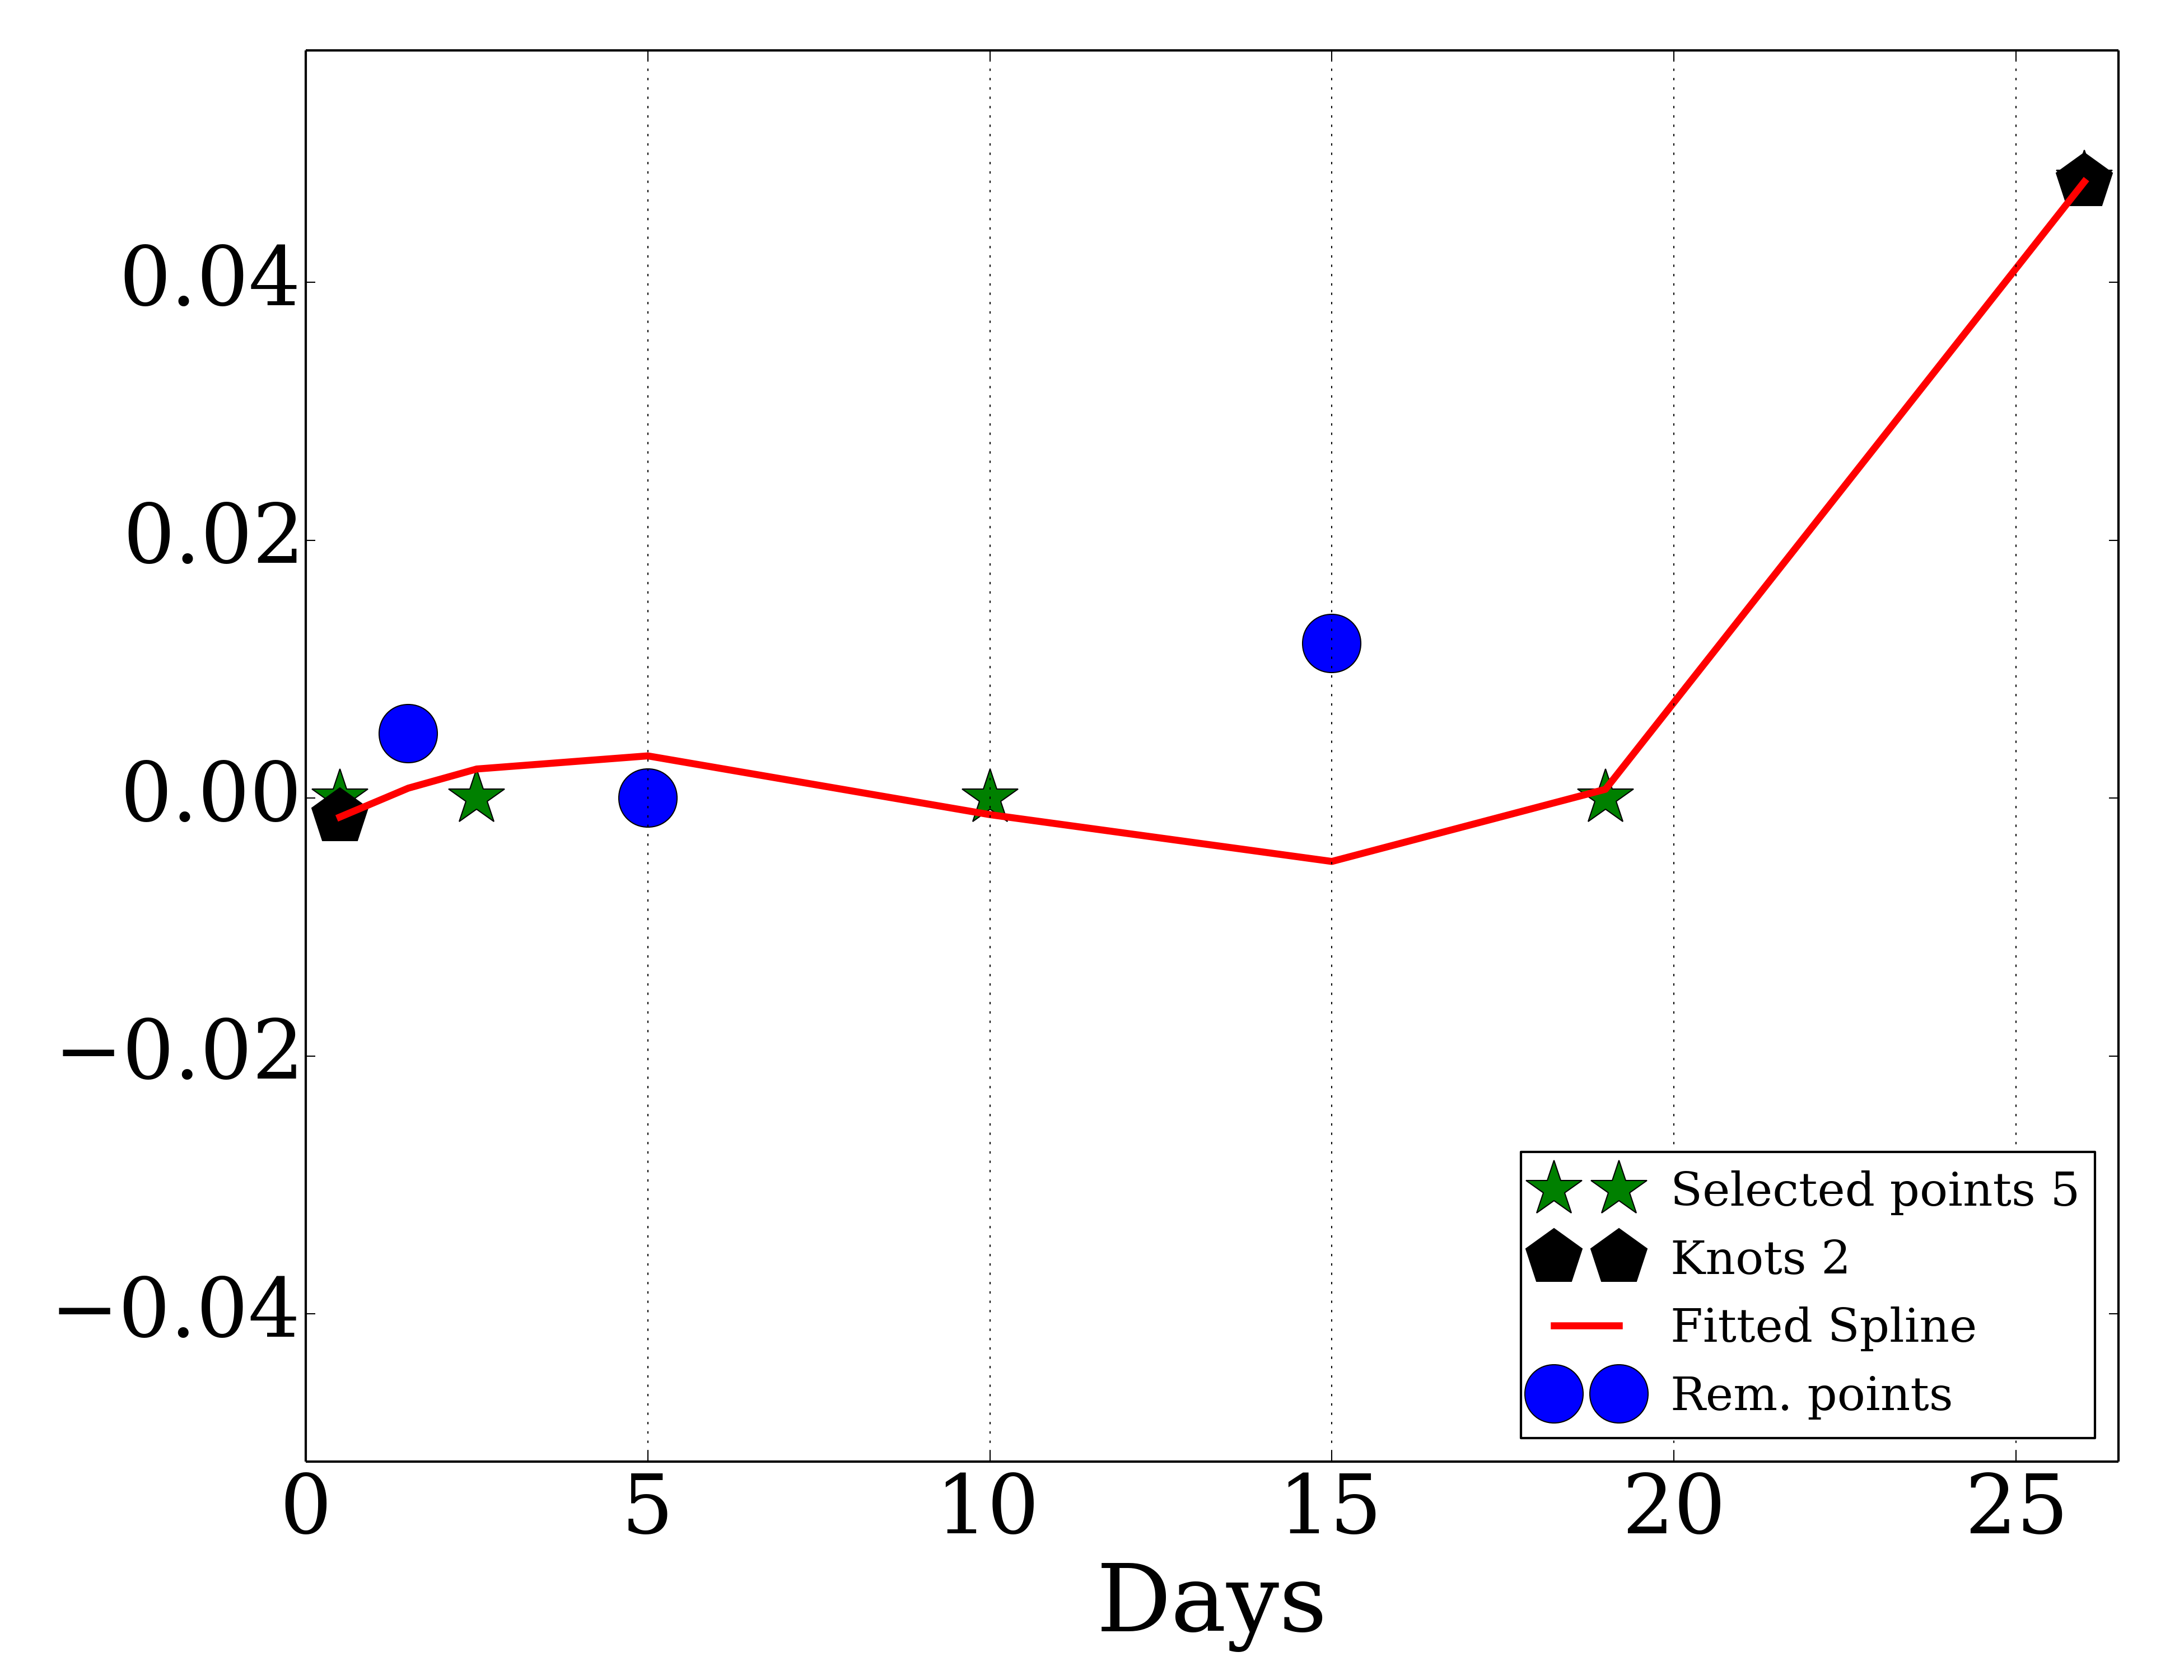 0.04
0.02
0.00
−0.02
−0.04
0 5 10 15 20 25
Days
Selected points 5
Knots 2
Fitted Spline
Rem. points